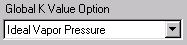 Global K Value Option
Ideal Vapor Pressure